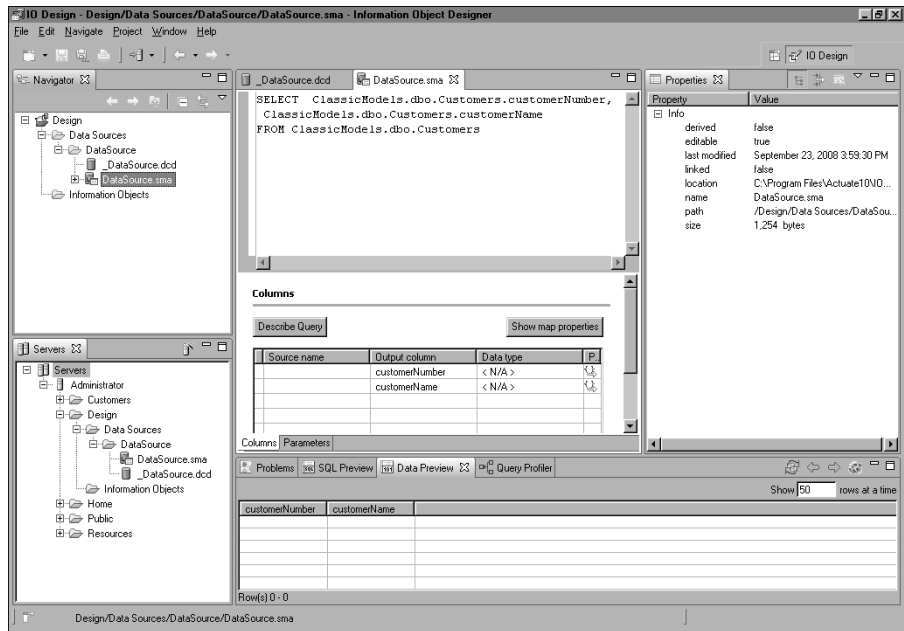 IO Design - Design/Data Sources/DataSource/DataSource.sma - Information Object Designer
File Edit Navigate Project Window Help
IO Design
Navigator
Design
Data Sources
DataSource
_DataSource.dcd
DataSource.sma
Information Objects
_DataSource.dcd
DataSource.sma
SELECT ClassicModels.dbo.Customers.customerNumber,
ClassicModels.dbo.Customers.customerName
FROM ClassicModels.dbo.Customers
Columns
Describe Query
Show map properties
Source name Output column Data type P..
customerNumber < N/A >
customerName < N/A >
Columns Parameters
Properties
Property Value
Info
derived false
editable true
last modified September 23, 2008 3:59:30 PM
linked false
location C:\Program Files\Actuate10\IO...
name DataSource.sma
path /Design/Data Sources/DataSou...
size 1,254 bytes
Servers
Servers
Administrator
Customers
Design
Data Sources
DataSource
DataSource.sma
_DataSource.dcd
Information Objects
Home
Public
Resources
Problems SQL Preview Data Preview Query Profiler
Show 50 rows at a time
customerNumber customerName
Row(s) 0 - 0
Design/Data Sources/DataSource/DataSource.sma